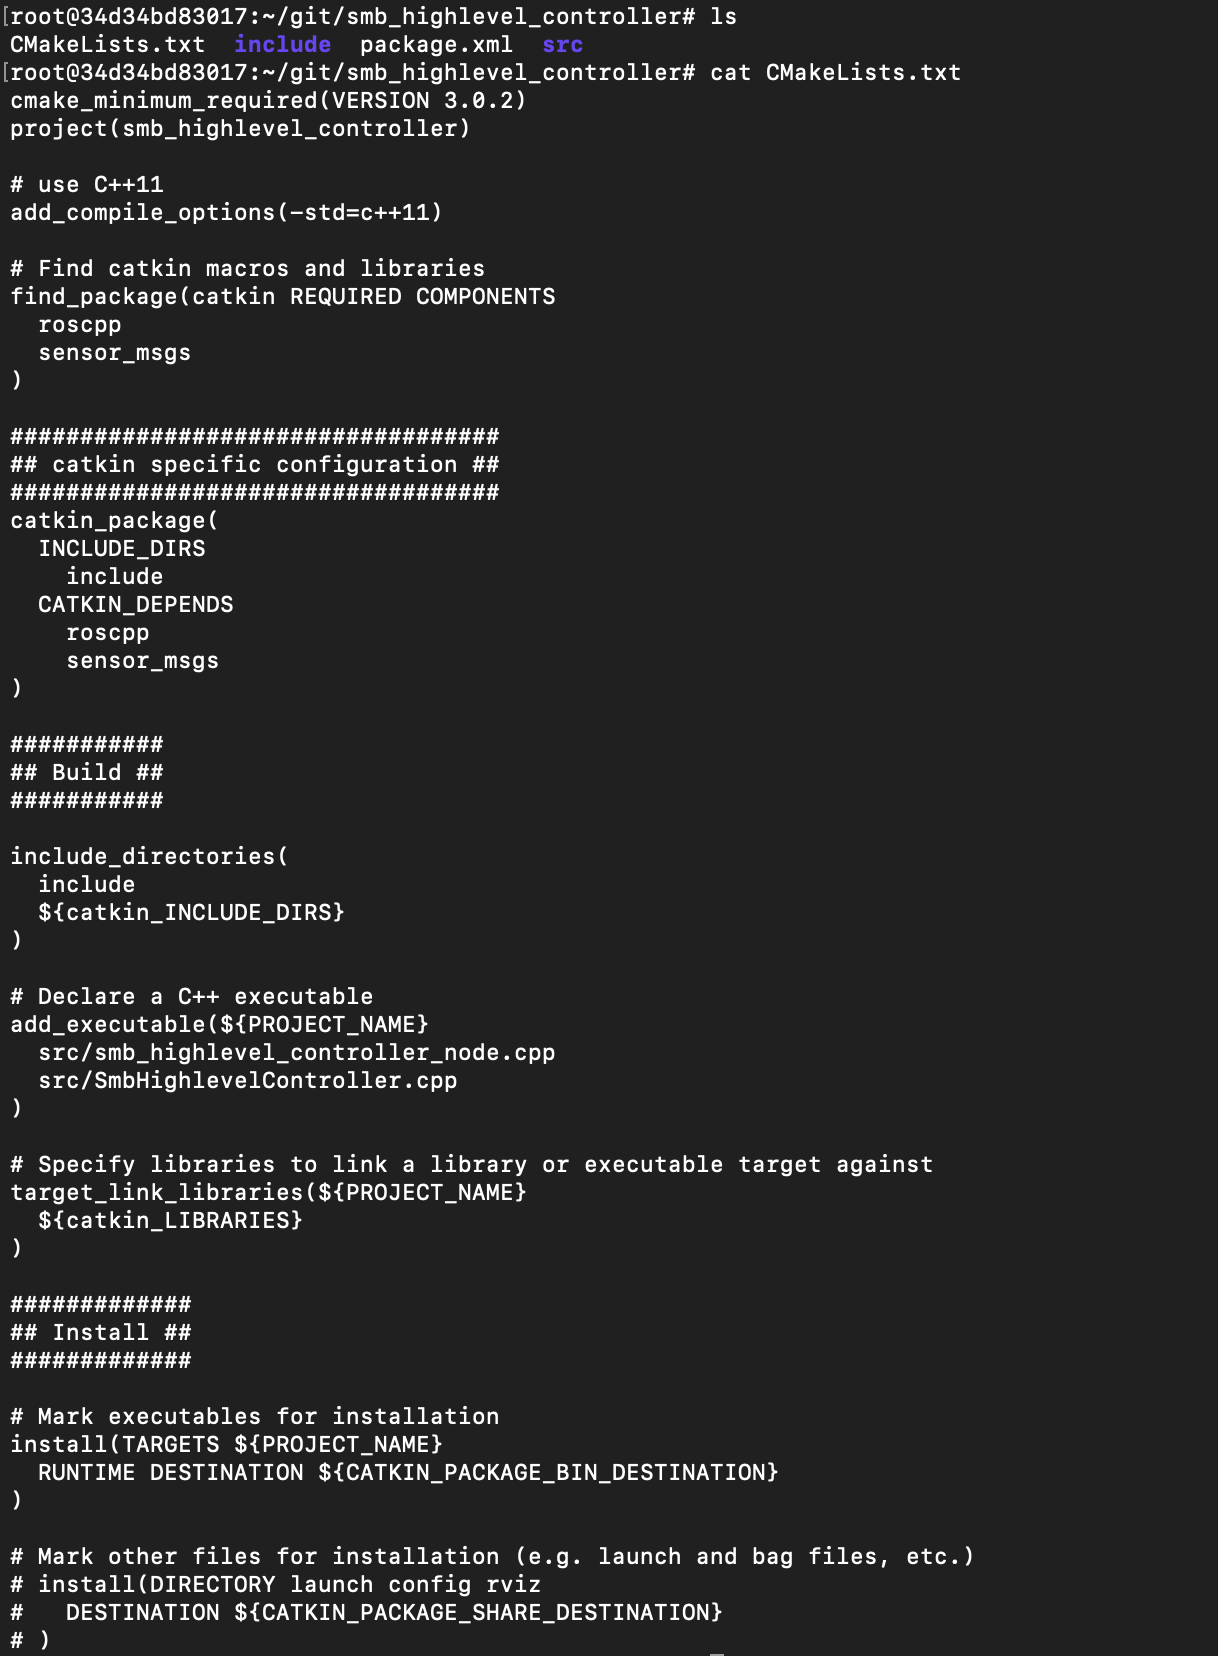 [root@34d34bd83017:~/git/smb_highlevel_controller# ls
CMakeLists.txt  include  package.xml  src
[root@34d34bd83017:~/git/smb_highlevel_controller# cat CMakeLists.txt
cmake_minimum_required(VERSION 3.0.2)
project(smb_highlevel_controller)

# use C++11
add_compile_options(-std=c++11)

# Find catkin macros and libraries
find_package(catkin REQUIRED COMPONENTS
  roscpp
  sensor_msgs
)

###################################
## catkin specific configuration ##
###################################
catkin_package(
  INCLUDE_DIRS
    include
  CATKIN_DEPENDS
    roscpp
    sensor_msgs
)

###########
## Build ##
###########

include_directories(
  include
  ${catkin_INCLUDE_DIRS}
)

# Declare a C++ executable
add_executable(${PROJECT_NAME}
  src/smb_highlevel_controller_node.cpp
  src/SmbHighlevelController.cpp
)

# Specify libraries to link a library or executable target against
target_link_libraries(${PROJECT_NAME}
  ${catkin_LIBRARIES}
)

#############
## Install ##
#############

# Mark executables for installation
install(TARGETS ${PROJECT_NAME}
  RUNTIME DESTINATION ${CATKIN_PACKAGE_BIN_DESTINATION}
)

# Mark other files for installation (e.g. launch and bag files, etc.)
# install(DIRECTORY launch config rviz
#   DESTINATION ${CATKIN_PACKAGE_SHARE_DESTINATION}
# )